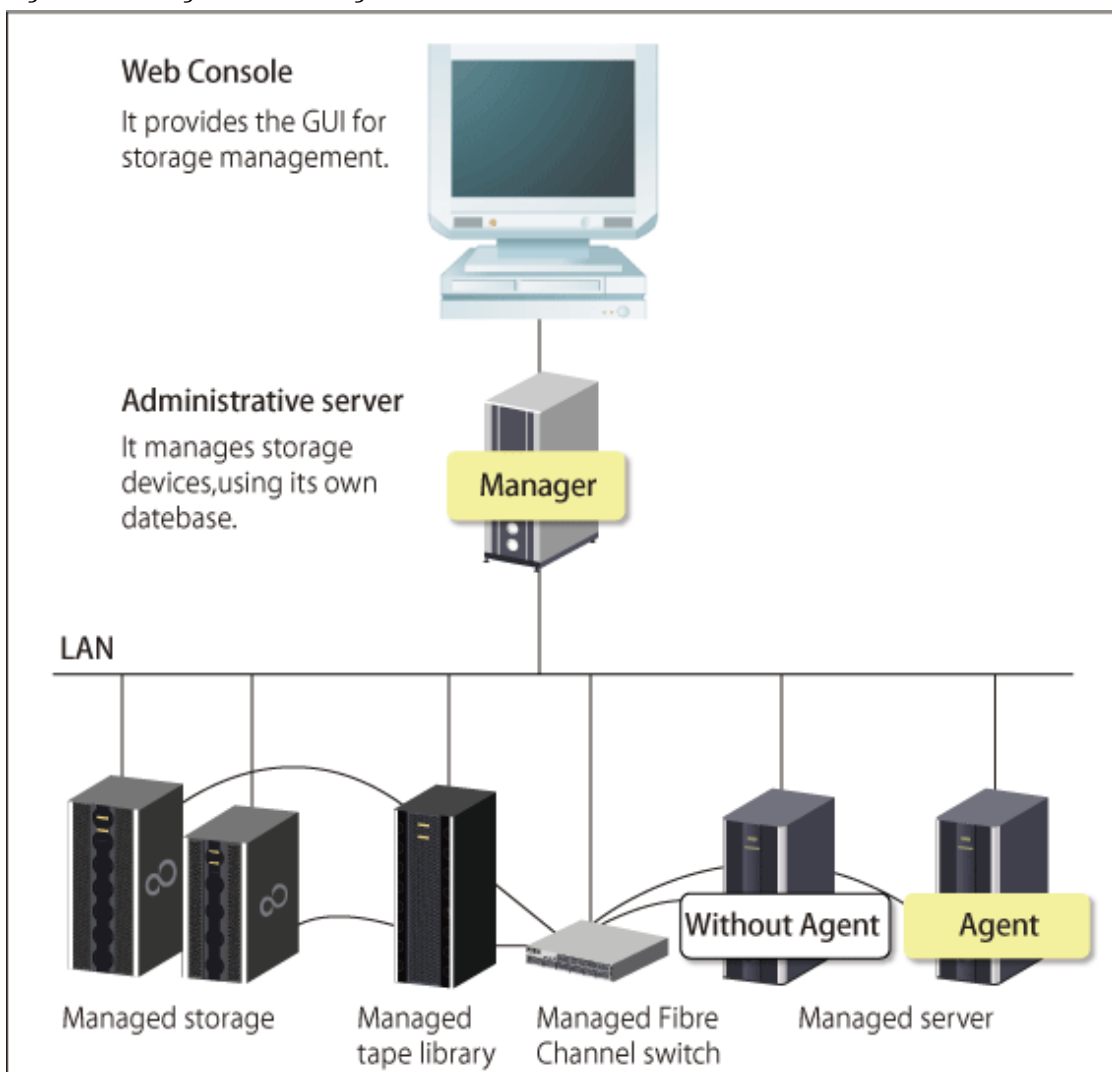 Web Console
It provides the GUI for
storage management.
Administrative server
It manages storage
devices,using its own
datebase.
Manager
LAN
Without Agent
Agent
Managed storage
Managed
tape library
Managed Fibre
Channel switch
Managed server